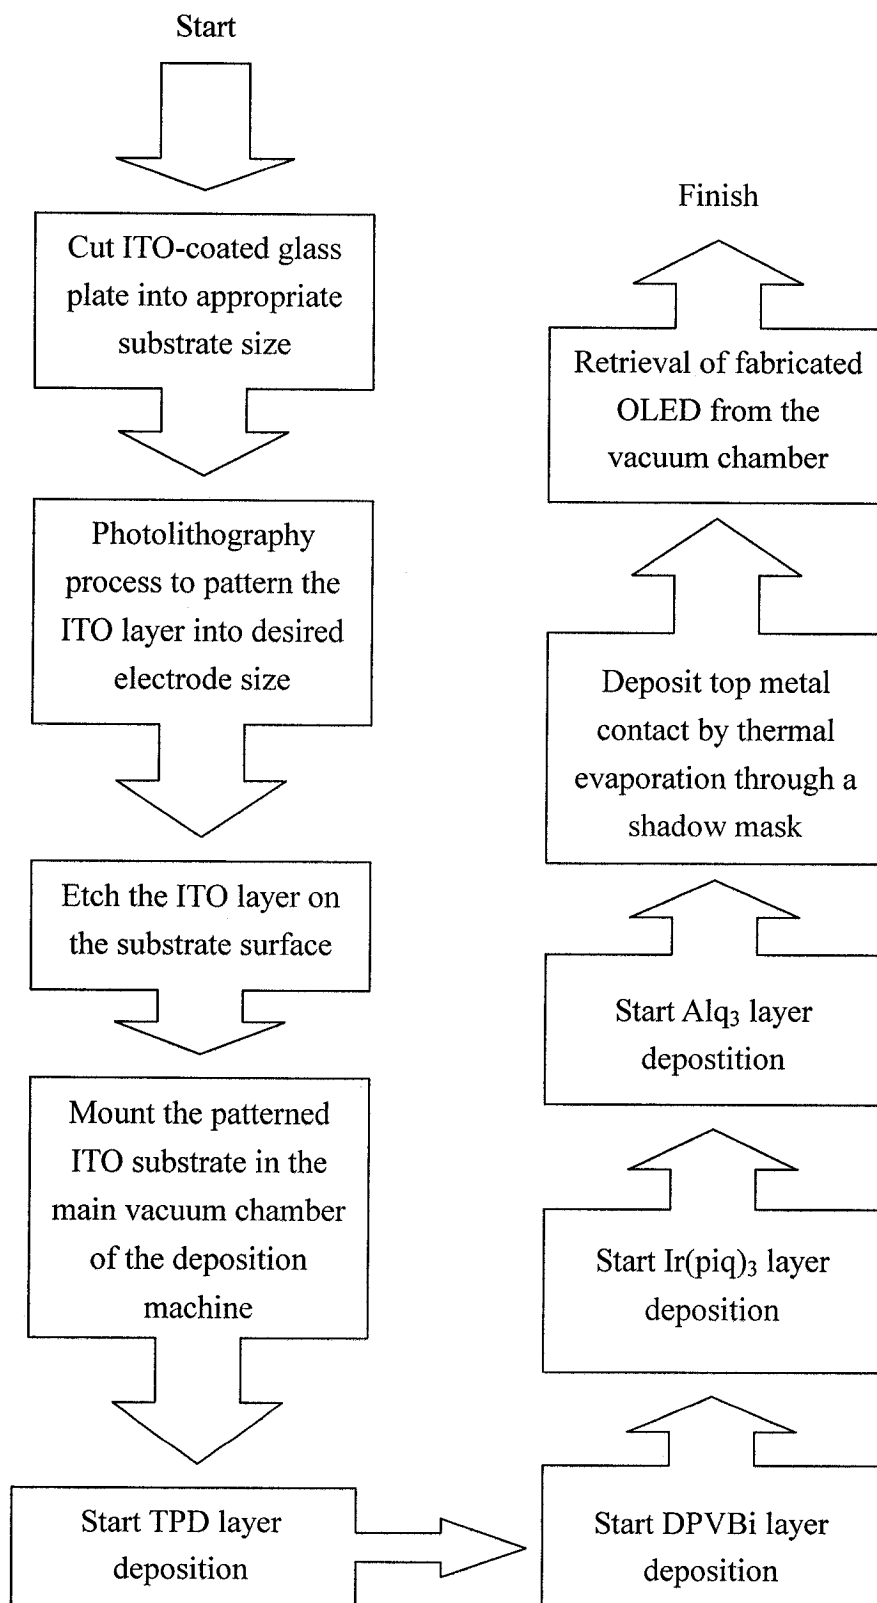 Start
Cut ITO-coated glass
plate into appropriate
substrate size
Photolithography
process to pattern the
ITO layer into desired
electrode size
Etch the ITO layer on
the substrate surface
Mount the patterned
ITO substrate in the
main vacuum chamber
of the deposition
machine
Start TPD layer
deposition
Start DPVBi layer
deposition
Start Ir(piq)₃ layer
deposition
Start Alq₃ layer
depostition
Deposit top metal
contact by thermal
evaporation through a
shadow mask
Retrieval of fabricated
OLED from the
vacuum chamber
Finish